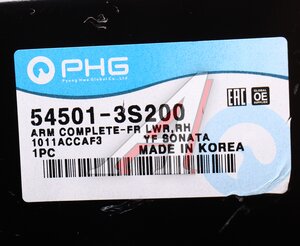 PHG
Pyung Hwa Global Co., Ltd.
54501-3S200
EAC
GLOBAL
OE
ARM COMPLETE-FR LWR,RH
1011ACCAF3 YF SONATA
1PC MADE IN KOREA